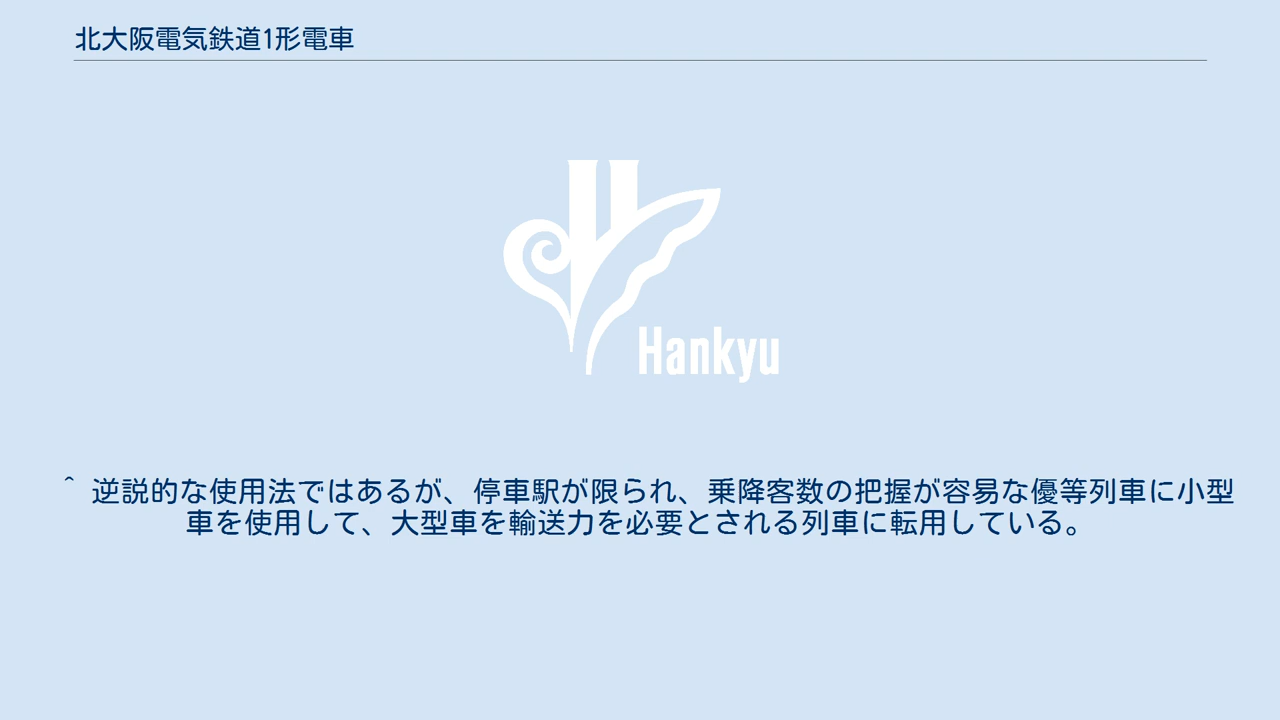 北大阪電気鉄道1形電車
Hankyu
^ 逆説的な使用法ではあるが、停車駅が限られ、乗降客数の把握が容易な優等列車に小型
車を使用して、大型車を輸送力を必要とされる列車に転用している。